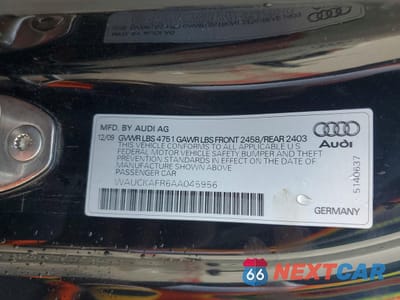 MFD. BY AUDI AG
12/09 GVWR LBS 4751 GAWR LBS FRONT 2458/REAR 2403
THIS VEHICLE CONFORMS TO ALL APPLICABLE U.S.
FEDERAL MOTOR VEHICLE SAFETY, BUMPER AND THEFT
PREVENTION STANDARDS IN EFFECT ON THE DATE OF
MANUFACTURE SHOWN ABOVE
PASSENGER CAR
WAUCKAFR6AA045956
Audi
5140637
GERMANY
66 NEXTCAR